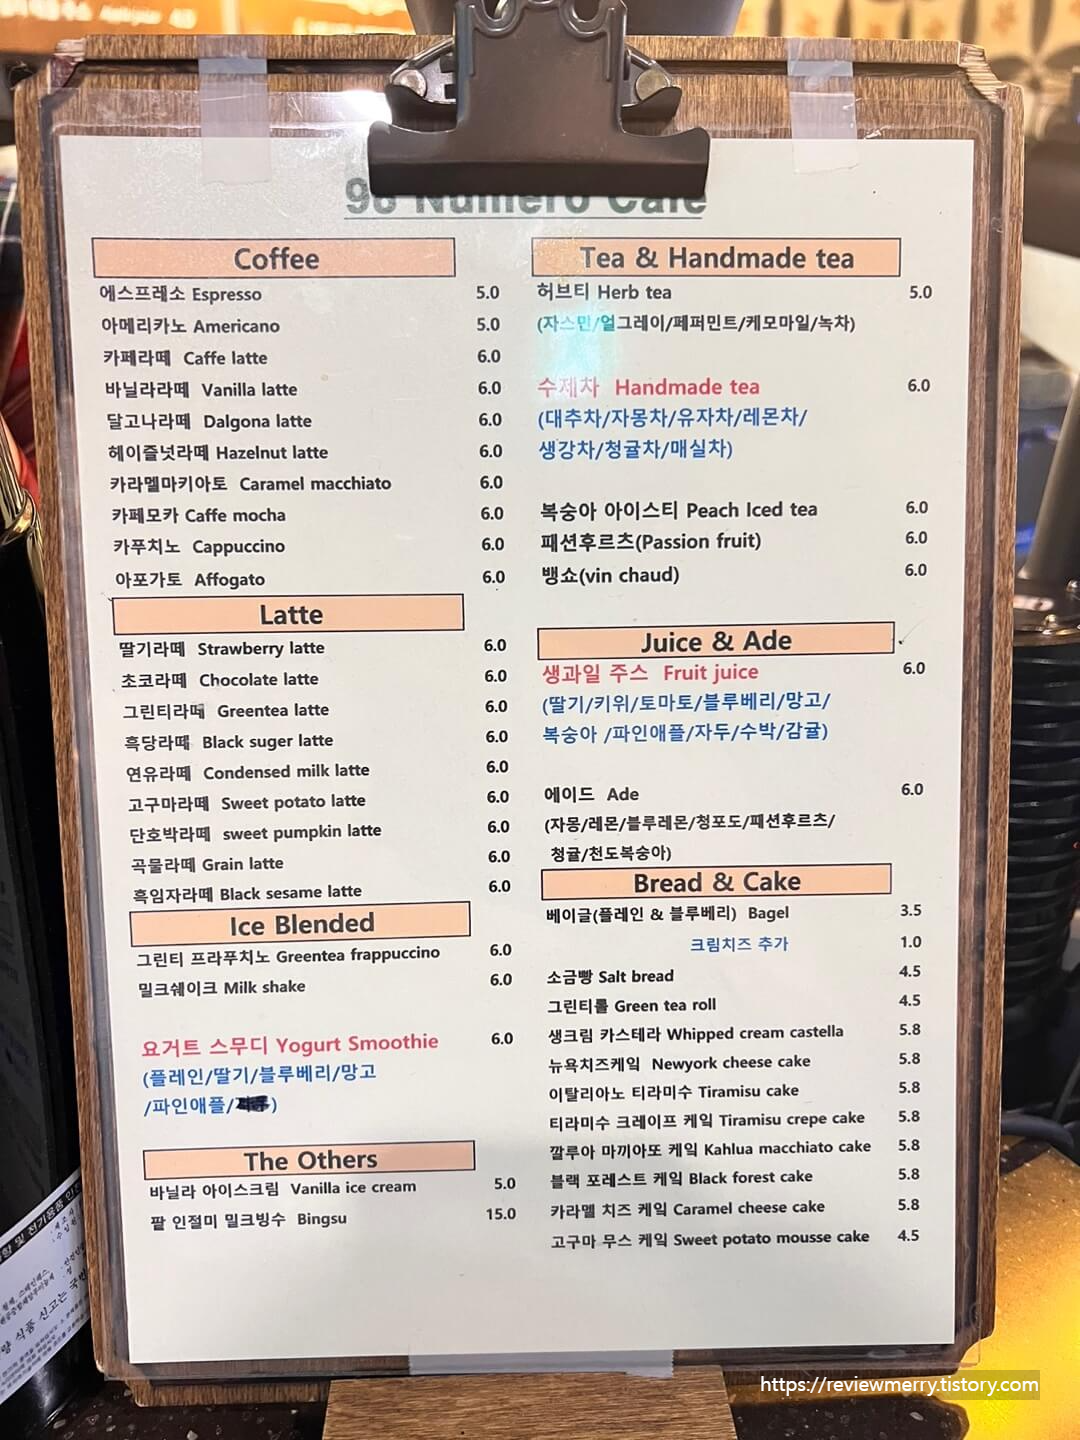 Numero Cafe
Coffee
에스프레소 Espresso 5.0
아메리카노 Americano 5.0
카페라떼 Caffe latte 6.0
바닐라라떼 Vanilla latte 6.0
달고나라떼 Dalgona latte 6.0
헤이즐넛라떼 Hazelnut latte 6.0
카라멜마키아토 Caramel macchiato 6.0
카페모카 Caffe mocha 6.0
카푸치노 Cappuccino 6.0
아포가토 Affogato 6.0
Latte
딸기라떼 Strawberry latte 6.0
초코라떼 Chocolate latte 6.0
그린티라떼 Greentea latte 6.0
흑당라떼 Black suger latte 6.0
연유라떼 Condensed milk latte 6.0
고구마라떼 Sweet potato latte 6.0
단호박라떼 sweet pumpkin latte 6.0
곡물라떼 Grain latte 6.0
흑임자라떼 Black sesame latte 6.0
Ice Blended
그린티 프라푸치노 Greentea frappuccino 6.0
밀크쉐이크 Milk shake 6.0
요거트 스무디 Yogurt Smoothie 6.0
(플레인/딸기/블루베리/망고
/파인애플/ )
The Others
바닐라 아이스크림 Vanilla ice cream 5.0
팥 인절미 밀크빙수 Bingsu 15.0
Tea & Handmade tea
허브티 Herb tea 5.0
(자스민/얼그레이/페퍼민트/케모마일/녹차)
수제차 Handmade tea 6.0
(대추차/자몽차/유자차/레몬차/
생강차/청귤차/매실차)
복숭아 아이스티 Peach Iced tea 6.0
패션후르츠(Passion fruit) 6.0
뱅쇼(vin chaud) 6.0
Juice & Ade
생과일 주스 Fruit juice 6.0
(딸기/키위/토마토/블루베리/망고/
복숭아 /파인애플/자두/수박/감귤)
에이드 Ade 6.0
(자몽/레몬/블루레몬/청포도/패션후르츠/
청귤/천도복숭아)
Bread & Cake
베이글(플레인 & 블루베리) Bagel 3.5
크림치즈 추가 1.0
소금빵 Salt bread 4.5
그린티롤 Green tea roll 4.5
생크림 카스테라 Whipped cream castella 5.8
뉴욕치즈케익 Newyork cheese cake 5.8
이탈리아노 티라미수 Tiramisu cake 5.8
티라미수 크레이프 케익 Tiramisu crepe cake 5.8
깔루아 마끼아또 케익 Kahlua macchiato cake 5.8
블랙 포레스트 케익 Black forest cake 5.8
카라멜 치즈 케익 Caramel cheese cake 5.8
고구마 무스 케익 Sweet potato mousse cake 4.5
https://reviewmerry.tistory.com